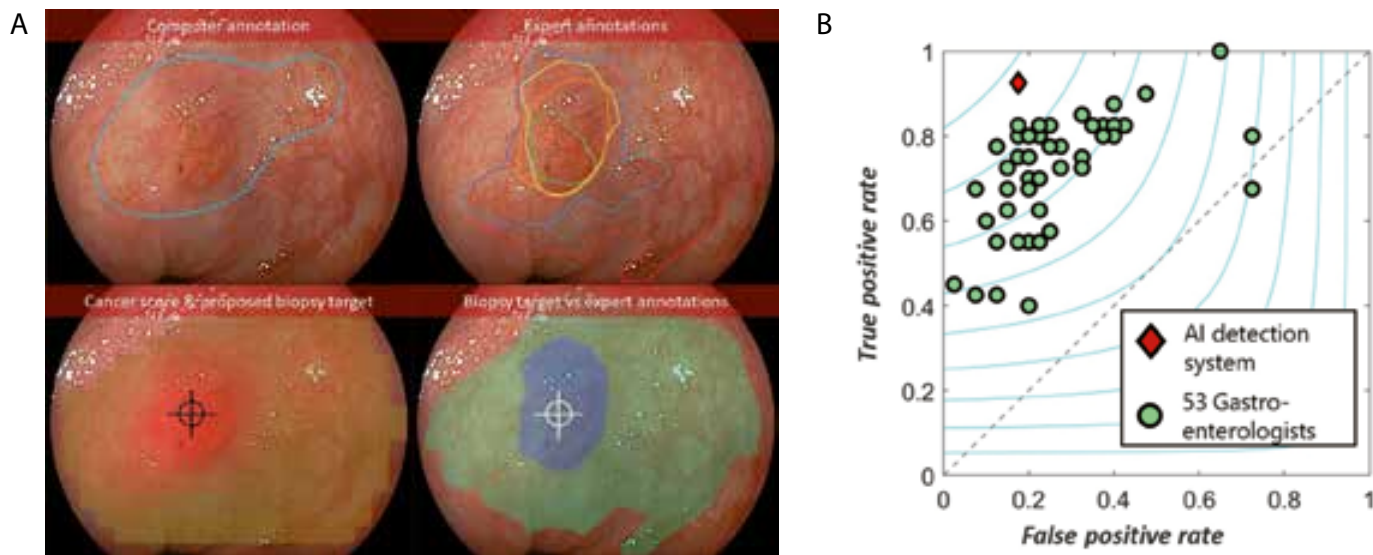 A
Computer annotation
Expert annotations
Cancer score & proposed biopsy target
Biopsy target vs expert annotations
B
1
0.8
0.6
0.4
0.2
0
True positive rate
0
0.2
0.4
0.6
0.8
1
False positive rate
AI detection
system
53 Gastro-
enterologists